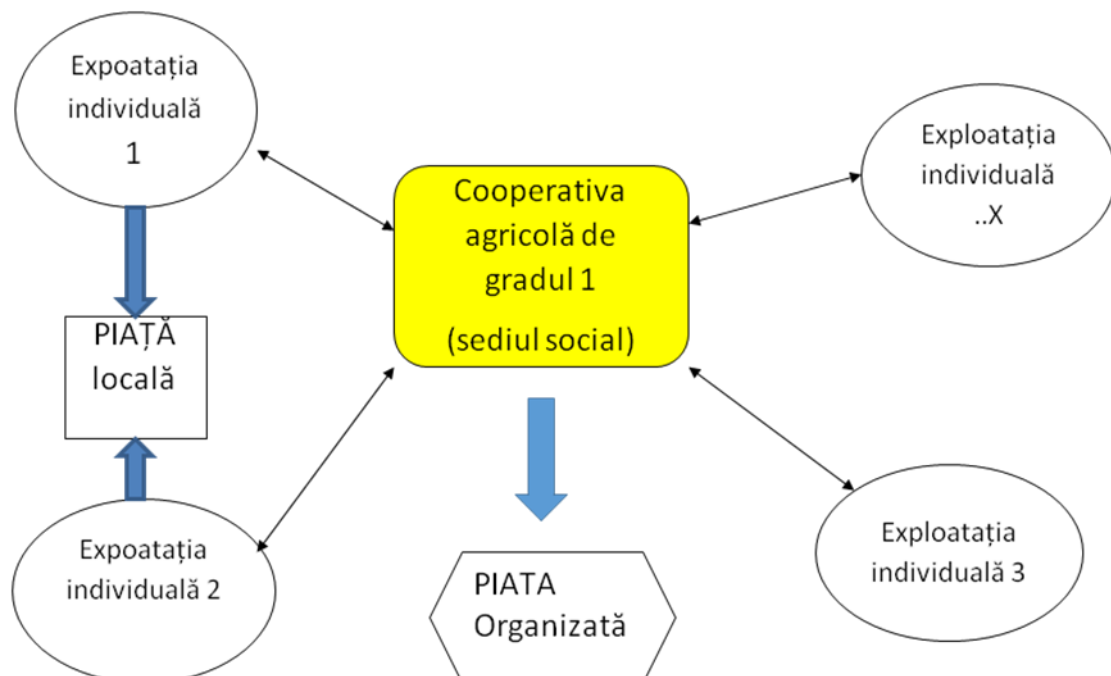 Expoatația
individuală
1
Cooperativa
agricolă de
gradul 1
(sediul social)
Exploatația
individuală
..X
PIAȚĂ
locală
Expoatația
individuală 2
PIATA
Organizată
Exploatația
individuală 3